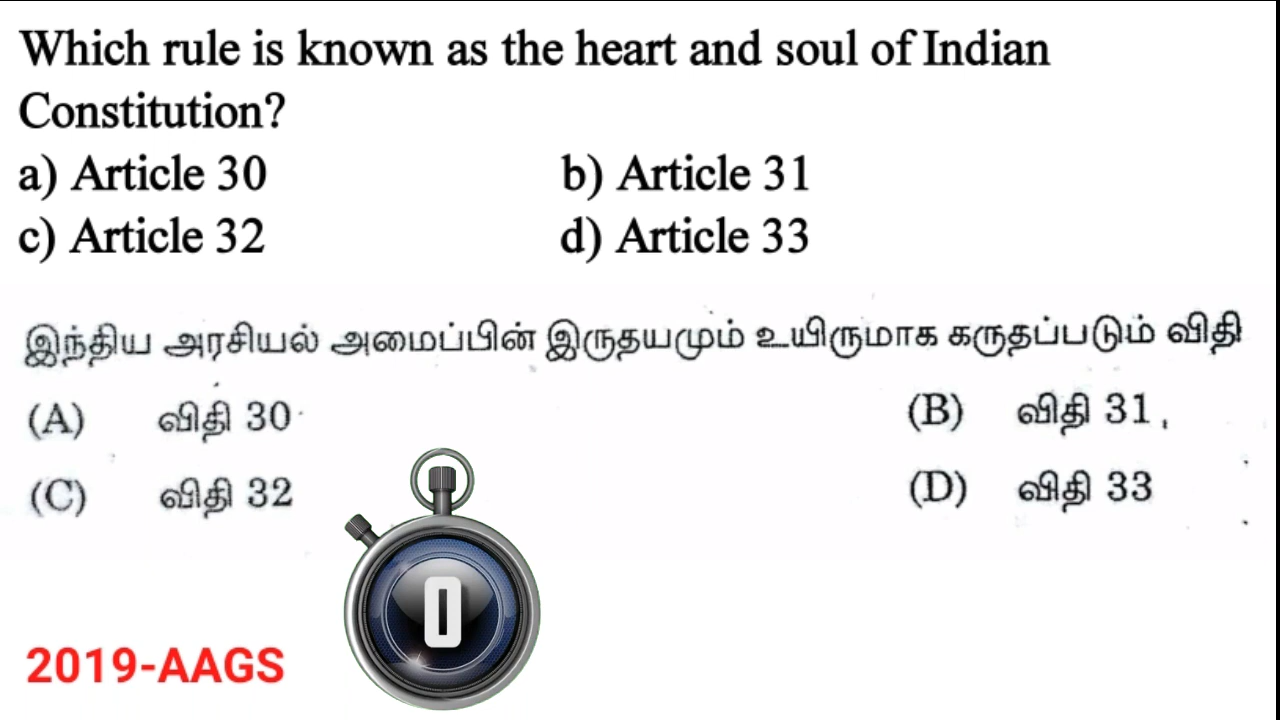 Which rule is known as the heart and soul of Indian
Constitution?
a) Article 30 b) Article 31
c) Article 32 d) Article 33
இந்திய அரசியல் அமைப்பின் இருதயமும் உயிருமாக கருதப்படும் விதி
(A) விதி 30 (B) விதி 31
(C) விதி 32 (D) விதி 33
0
2019-AAGS